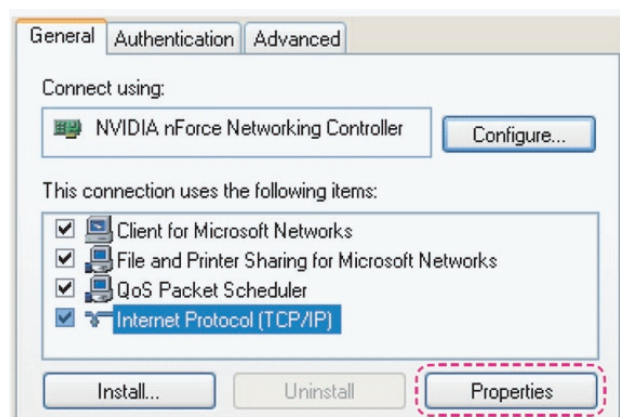 General Authentication Advanced
Connect using:
NVIDIA nForce Networking Controller Configure...
This connection uses the following items:
Client for Microsoft Networks
File and Printer Sharing for Microsoft Networks
QoS Packet Scheduler
Internet Protocol (TCP/IP)
Install... Uninstall Properties